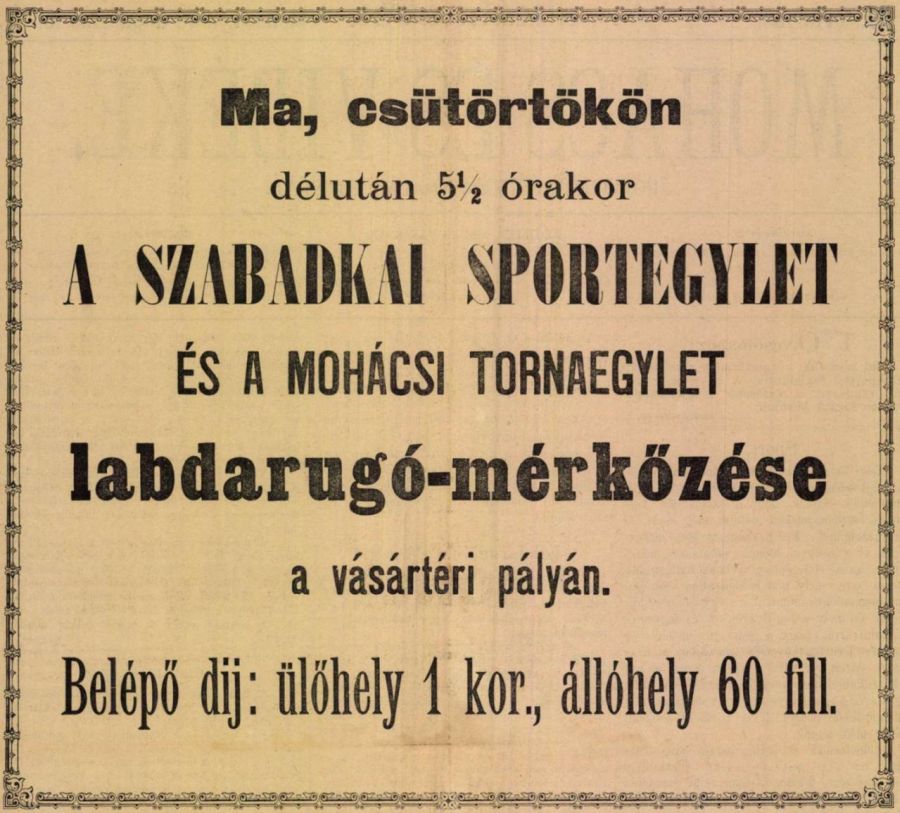 Ma, csütörtökön
délután 5½ órakor
A SZABADKAI SPORTEGYLET
ÉS A MOHÁCSI TORNAEGYLET
labdarugó-mérkőzése
a vásártéri pályán.
Belépő dij: ülőhely 1 kor., állóhely 60 fill.